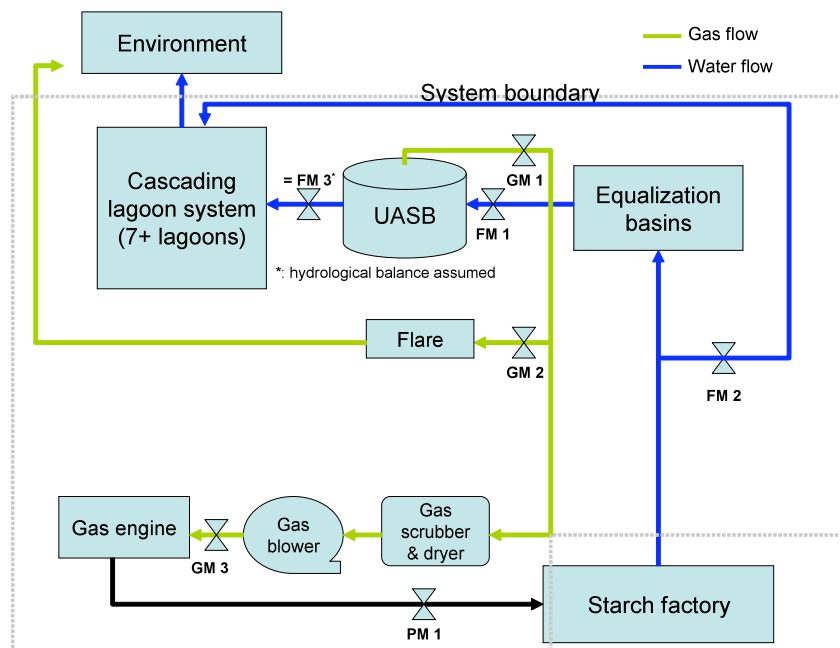 Environment
Gas flow
Water flow
System boundary
Cascading
lagoon system
(7+ lagoons)
= FM 3*
UASB
GM 1
FM 1
Equalization
basins
*: hydrological balance assumed
Flare
GM 2
FM 2
Gas engine
GM 3
Gas
blower
Gas
scrubber
& dryer
PM 1
Starch factory